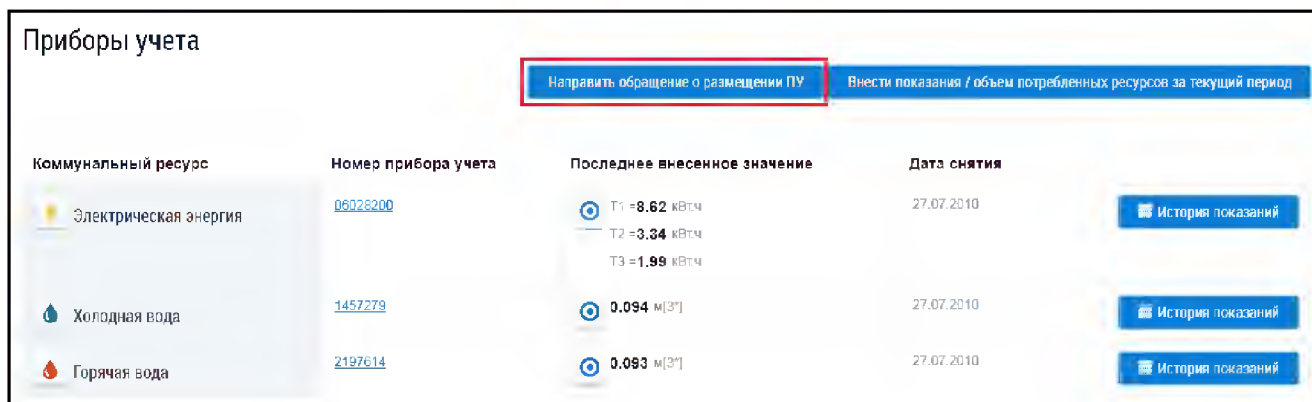 Приборы учета
Направить обращение о размещении ПУ Внести показания / объем потребленных ресурсов за текущий период
Коммунальный ресурс Номер прибора учета Последнее внесенное значение Дата снятия
Электрическая энергия 06028200 T1 =8.62 кВт.ч 27.07.2010 История показаний
T2 =3.34 кВт.ч
T3 =1.99 кВт.ч
Холодная вода 1457279 0.094 м[3*] 27.07.2010 История показаний
Горячая вода 2197614 0.093 м[3*] 27.07.2010 История показаний